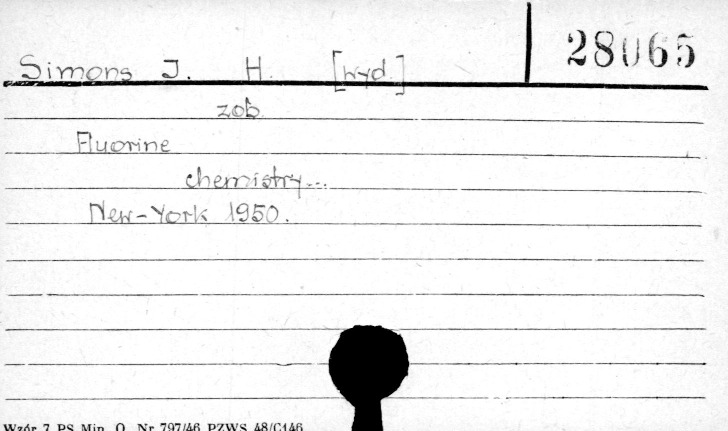 Simons J. H. [wyd.] 28065
zob.
Fluorine
chemistry...
New-York 1950.
Wzór 7 PS Min. O. Nr 797/46 PZWS 48/C146